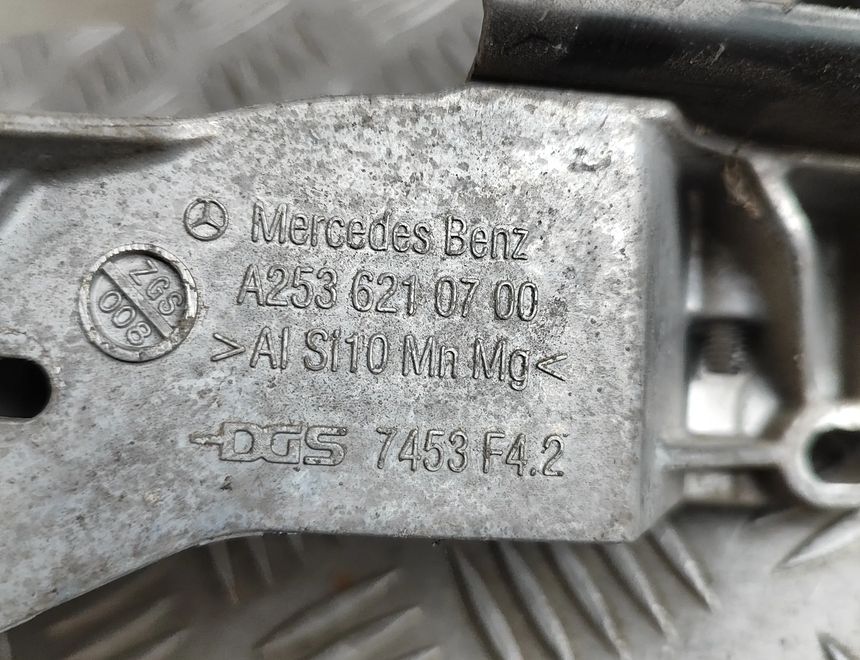 Mercedes Benz
A253 621 07 00
>Al Si10 Mn Mg<
DGS 7453 F4.2
ZGS
008